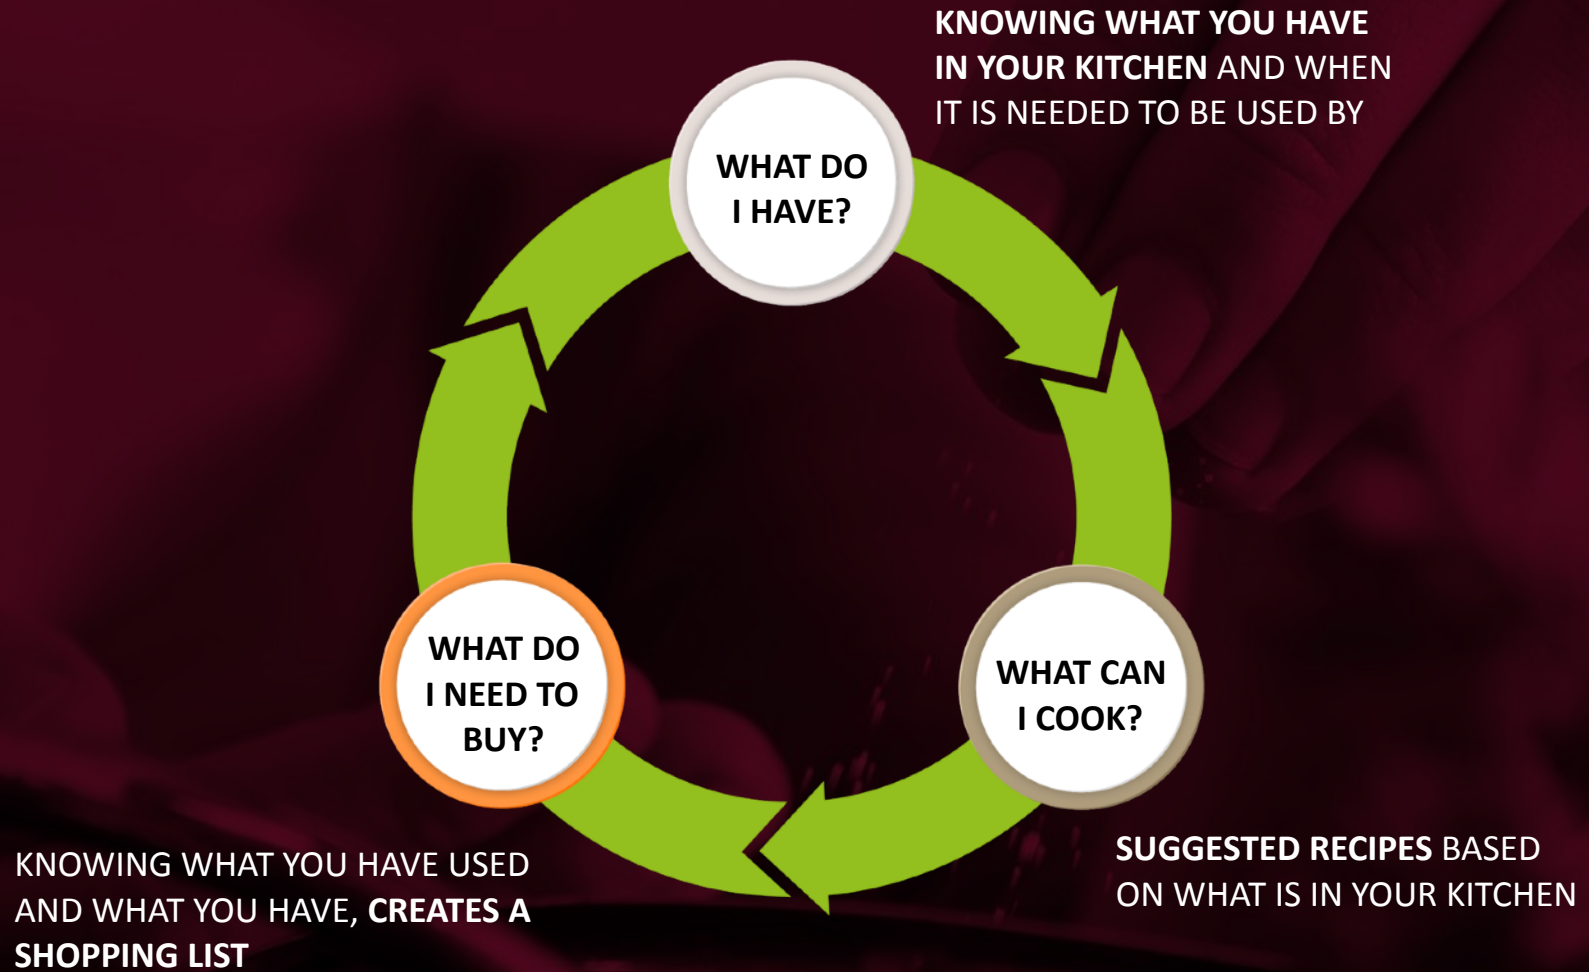 KNOWING WHAT YOU HAVE
IN YOUR KITCHEN AND WHEN
IT IS NEEDED TO BE USED BY
WHAT DO
I HAVE?
WHAT CAN
I COOK?
SUGGESTED RECIPES BASED
ON WHAT IS IN YOUR KITCHEN
WHAT DO
I NEED TO
BUY?
KNOWING WHAT YOU HAVE USED
AND WHAT YOU HAVE, CREATES A
SHOPPING LIST